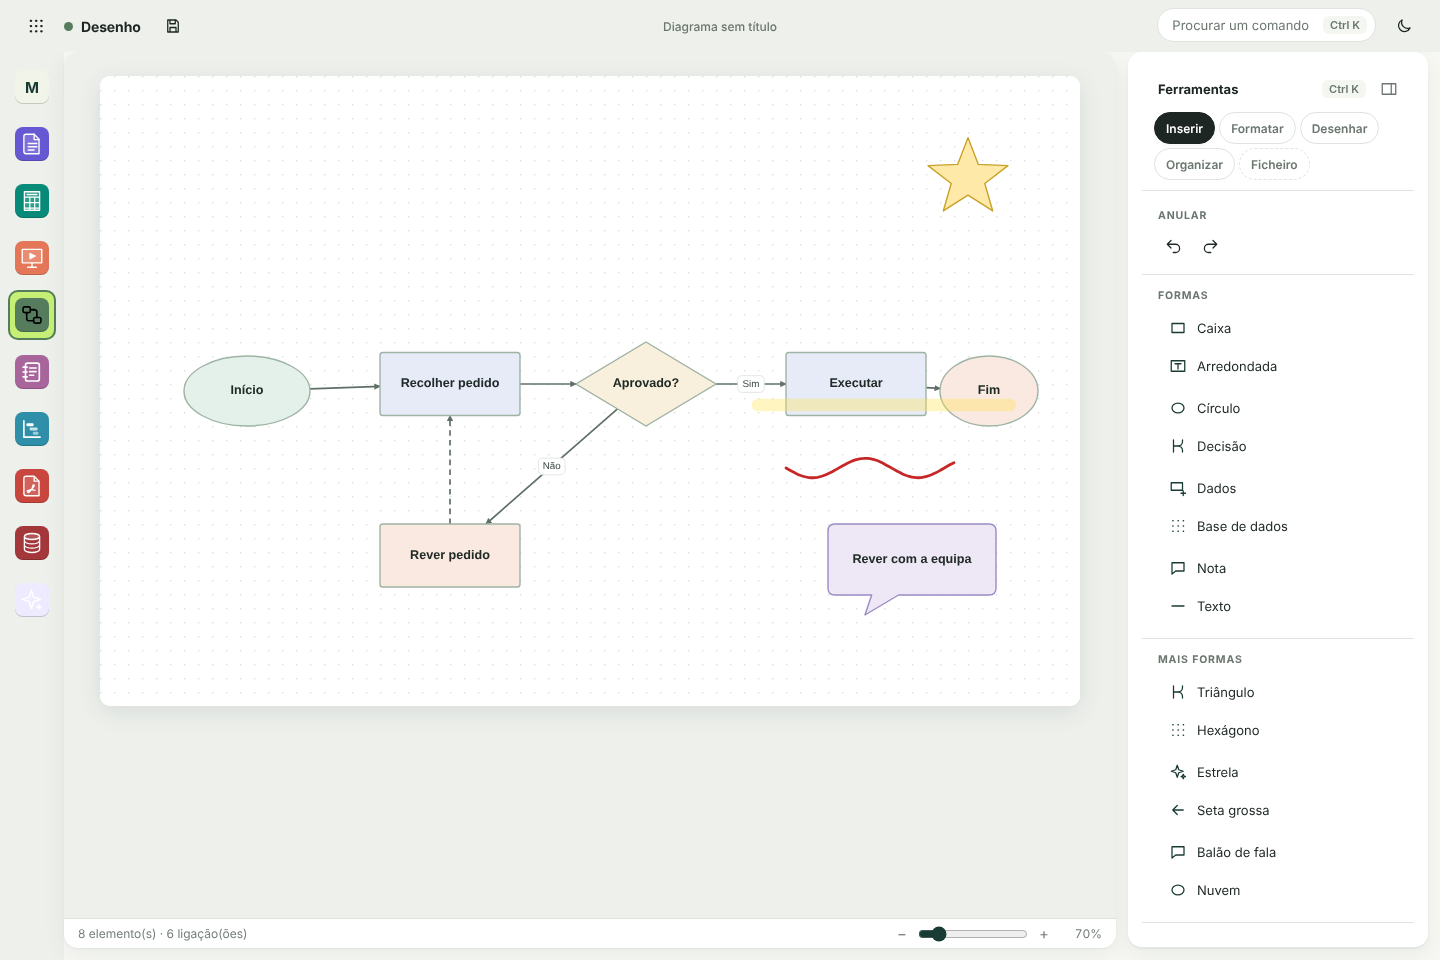 Desenho
Diagrama sem título
Procurar um comando
Ctrl K
M
Ferramentas
Ctrl K
Inserir
Formatar
Desenhar
Organizar
Ficheiro
ANULAR
FORMAS
Caixa
Arredondada
Círculo
Decisão
Dados
Base de dados
Nota
Texto
MAIS FORMAS
Triângulo
Hexágono
Estrela
Seta grossa
Balão de fala
Nuvem
Início
Recolher pedido
Aprovado?
Sim
Executar
Fim
Não
Rever pedido
Rever com a equipa
8 elemento(s) · 6 ligação(ões)
− + 70%